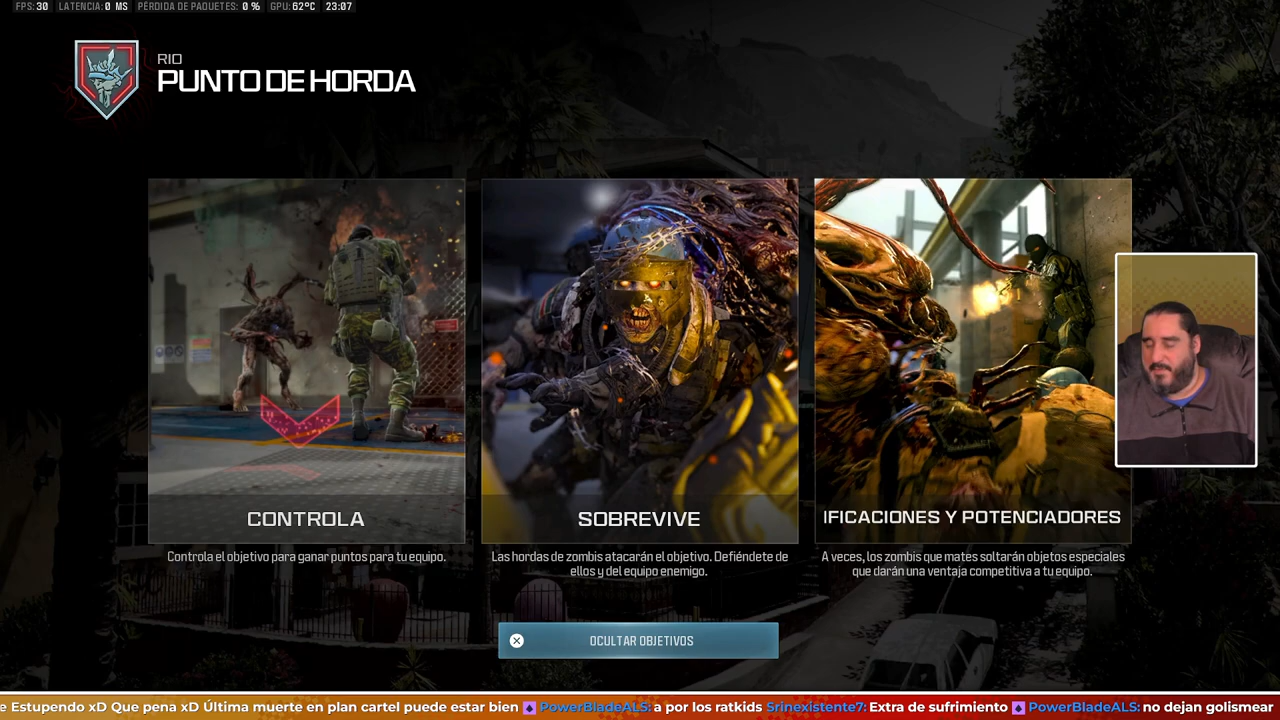 FPS: 30 LATENCIA: 0 MS PÉRDIDA DE PAQUETES: 0 % GPU: 62ºC 23:07
RIO
PUNTO DE HORDA
CONTROLA
SOBREVIVE
IFICACIONES Y POTENCIADORES
Controla el objetivo para ganar puntos para tu equipo.
Las hordas de zombis atacarán el objetivo. Defiéndete de
ellos y del equipo enemigo.
A veces, los zombis que mates soltarán objetos especiales
que darán una ventaja competitiva a tu equipo.
OCULTAR OBJETIVOS
e Estupendo xD Que pena xD Última muerte en plan cartel puede estar bien PowerBladeALS: a por los ratkids Srinexistente7: Extra de sufrimiento PowerBladeALS: no dejan golismear